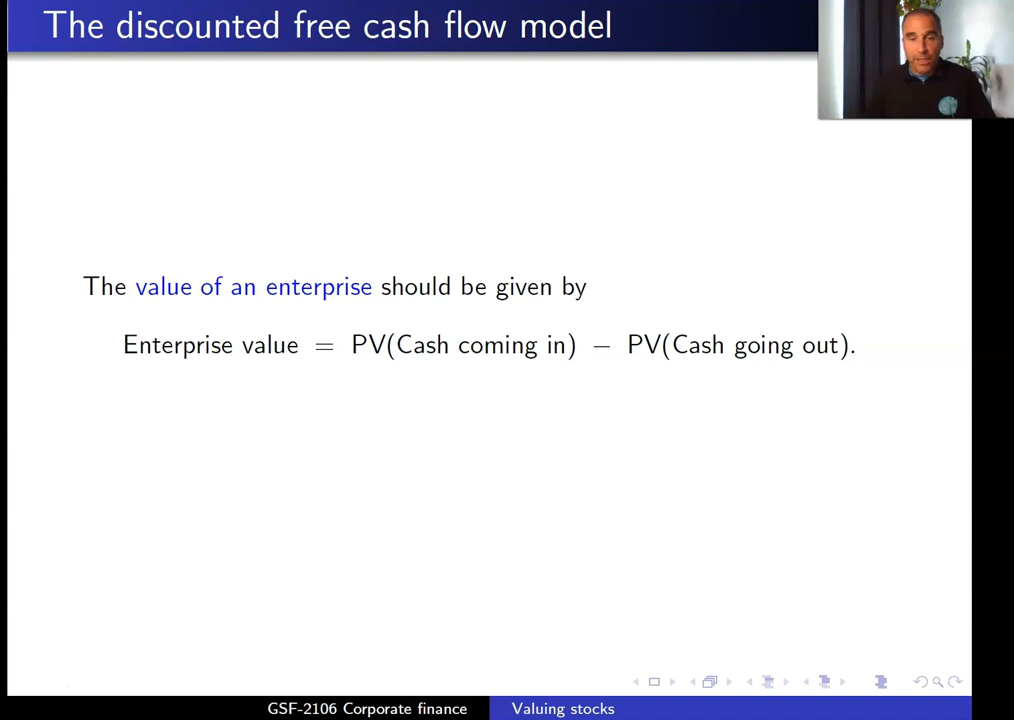 The discounted free cash flow model
The value of an enterprise should be given by
Enterprise value = PV(Cash coming in) − PV(Cash going out).
GSF-2106 Corporate finance
Valuing stocks